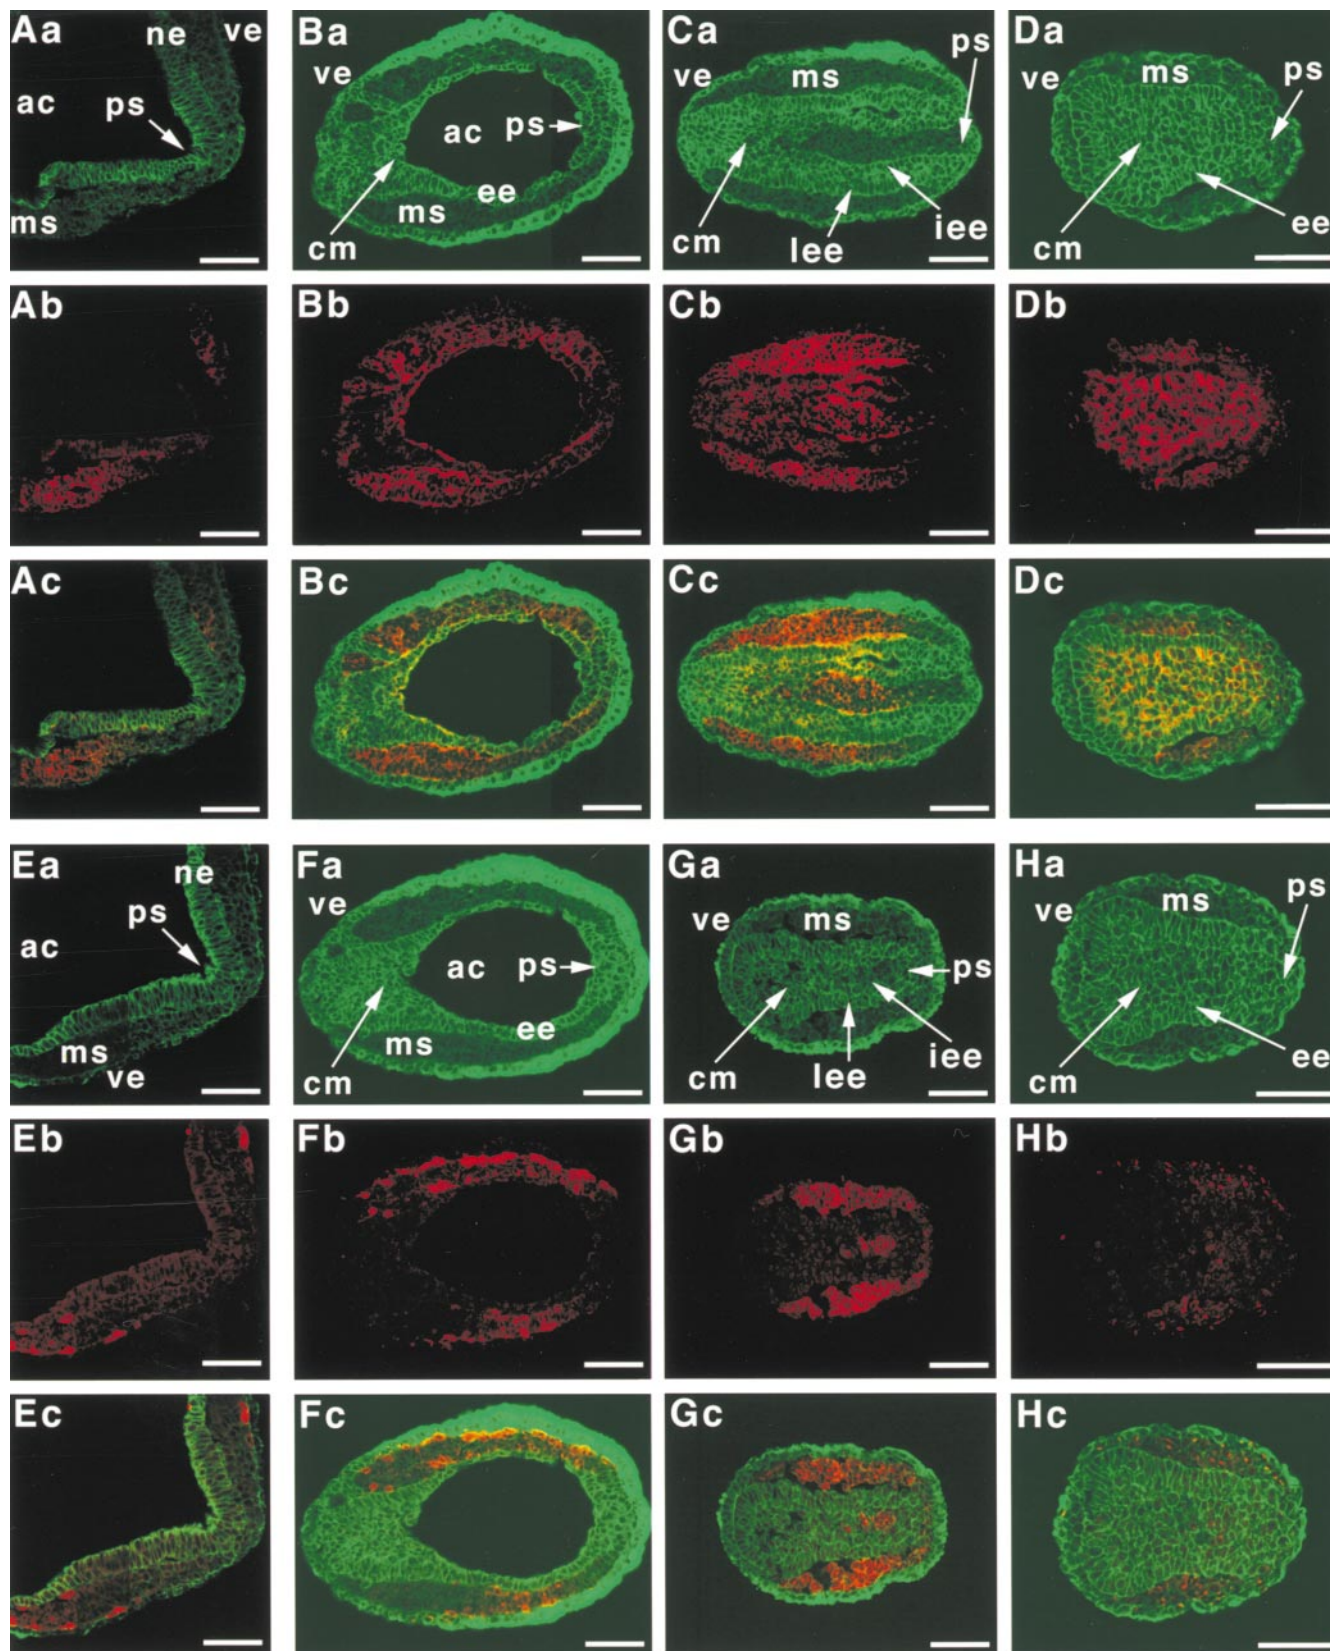 Aa ne ve ps ac ms
Ba ve ac ps ee ms cm
Ca ps ve ms cm iee lee
Da ps ve ms cm ee
Ab
Bb
Cb
Db
Ac
Bc
Cc
Dc
Ea ne ps ac ms ve
Fa ve ac ps ee ms cm
Ga ve ms ps cm iee lee
Ha ps ve ms ee cm
Eb
Fb
Gb
Hb
Ec
Fc
Gc
Hc